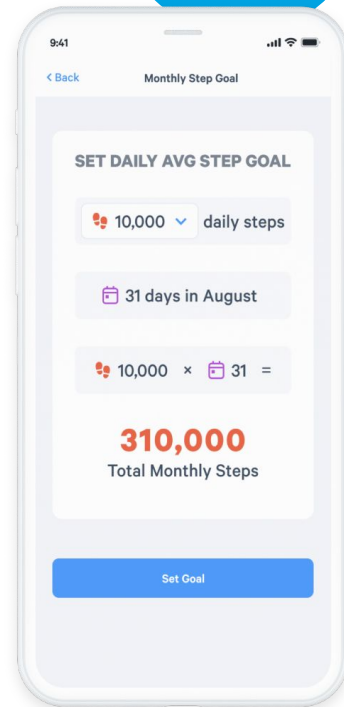 9:41
Back
Monthly Step Goal
SET DAILY AVG STEP GOAL
10,000 daily steps
31 days in August
10,000 × 31 =
310,000
Total Monthly Steps
Set Goal